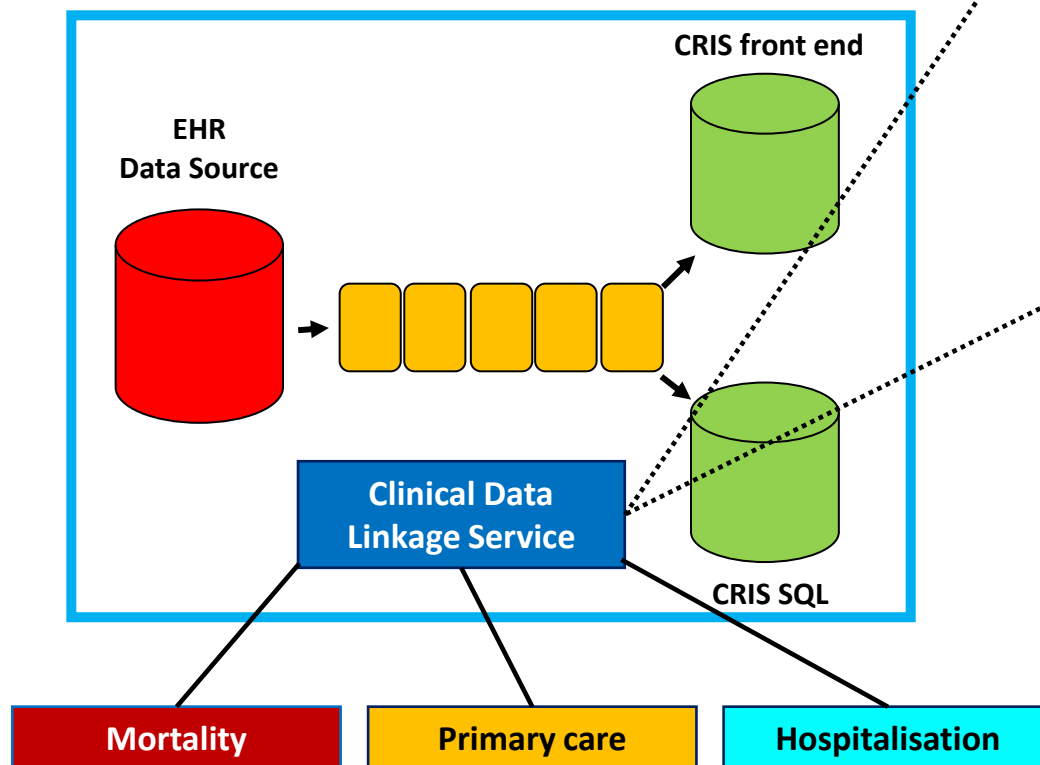 CRIS front end
EHR
Data Source
Clinical Data
Linkage Service
CRIS SQL
Mortality
Primary care
Hospitalisation